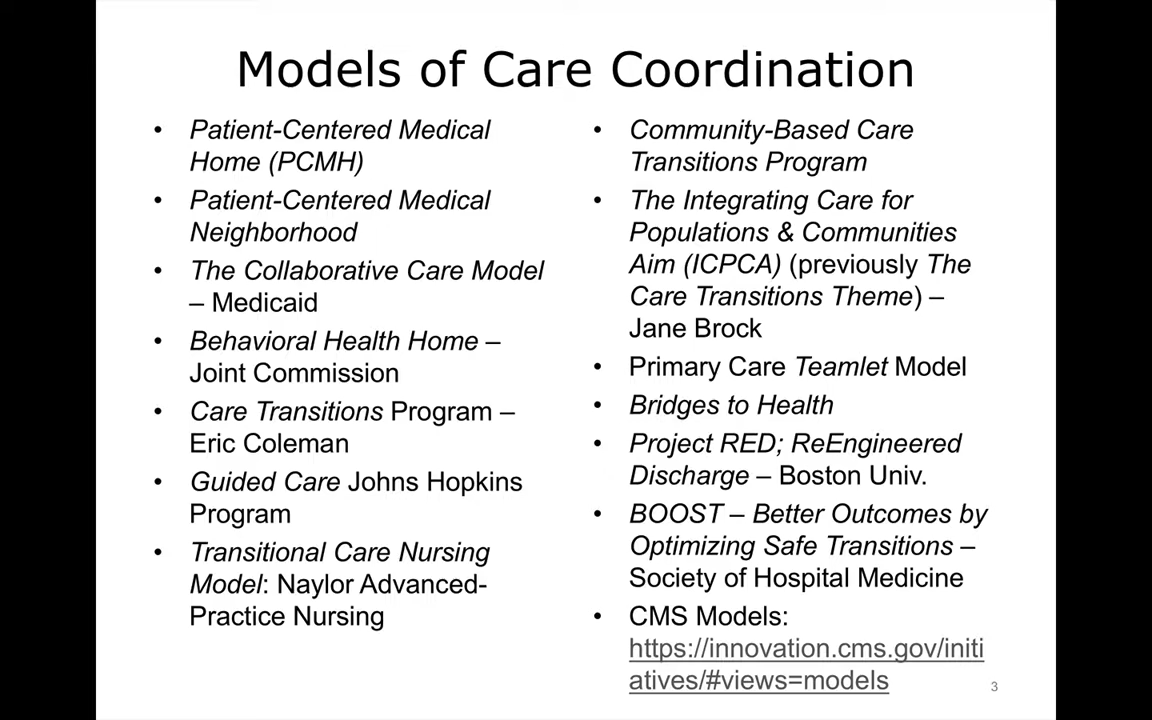 Models of Care Coordination
• Patient-Centered Medical
Home (PCMH)
• Patient-Centered Medical
Neighborhood
• The Collaborative Care Model
– Medicaid
• Behavioral Health Home –
Joint Commission
• Care Transitions Program –
Eric Coleman
• Guided Care Johns Hopkins
Program
• Transitional Care Nursing
Model: Naylor Advanced-
Practice Nursing
• Community-Based Care
Transitions Program
• The Integrating Care for
Populations & Communities
Aim (ICPCA) (previously The
Care Transitions Theme) –
Jane Brock
• Primary Care Teamlet Model
• Bridges to Health
• Project RED; ReEngineered
Discharge – Boston Univ.
• BOOST – Better Outcomes by
Optimizing Safe Transitions –
Society of Hospital Medicine
• CMS Models:
https://innovation.cms.gov/initi
atives/#views=models
3